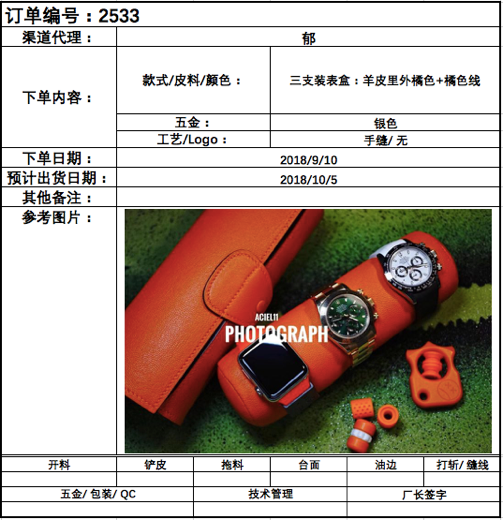 订单编号：2533
渠道代理： 郁
下单内容： 款式/皮料/颜色： 三支装表盒：羊皮里外橘色+橘色线
五金： 银色
工艺/Logo： 手缝/ 无
下单日期： 2018/9/10
预计出货日期： 2018/10/5
其他备注：
参考图片：
ACIEL11
PHOTOGRAPH
开料 铲皮 拖料 台面 油边 打斩/ 缝线
五金/ 包装/ QC 技术管理 厂长签字